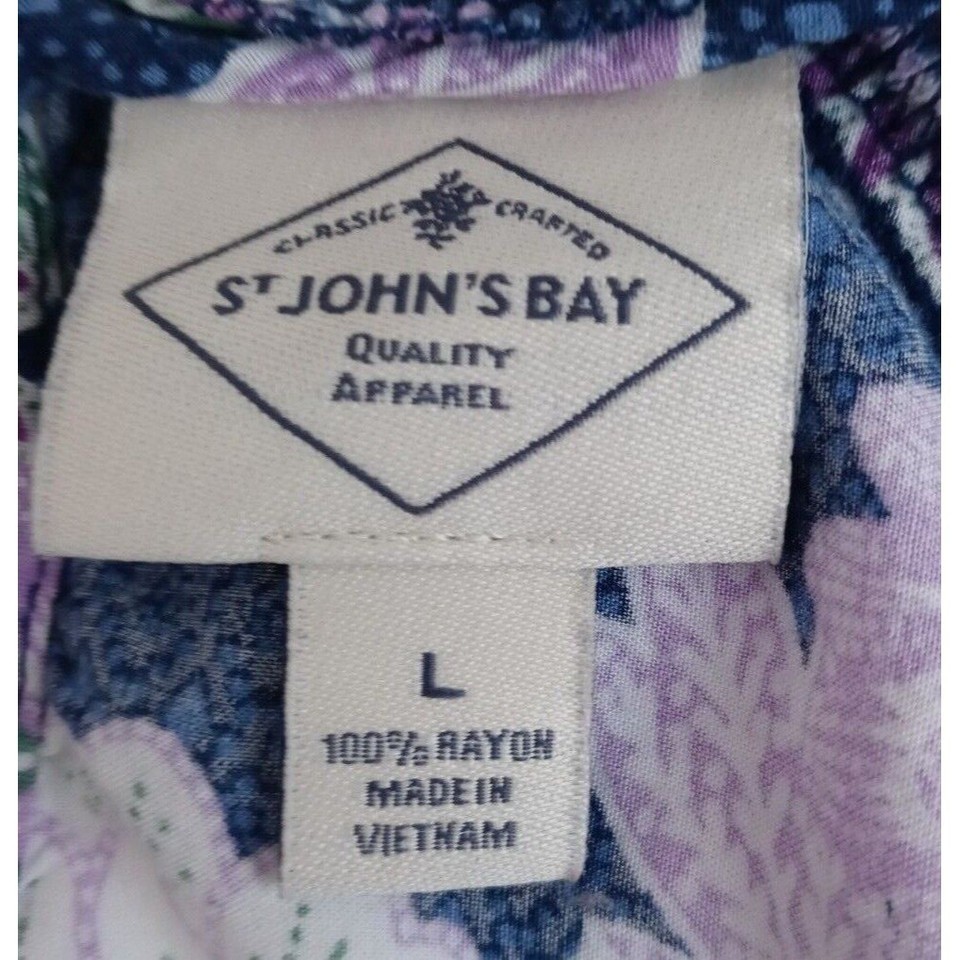 CLASSIC CRAFTED
ST JOHN'S BAY
QUALITY
APPAREL
L
100% RAYON
MADE IN
VIETNAM